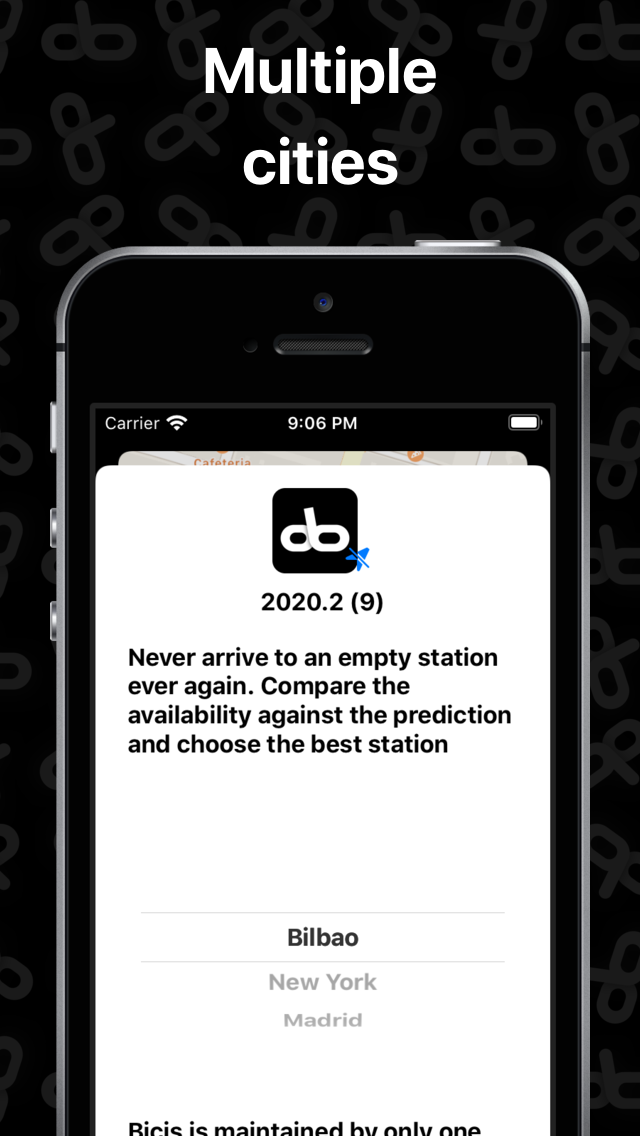 Multiple
cities
Carrier
9:06 PM
Cafeteria
2020.2 (9)
Never arrive to an empty station
ever again. Compare the
availability against the prediction
and choose the best station
Bilbao
New York
Madrid
Bicis is maintained by only one